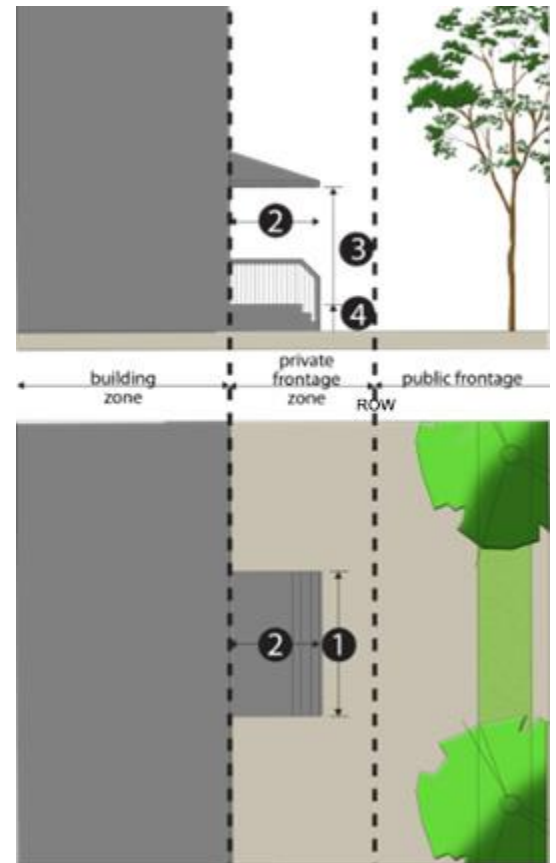 2
3
4
building
zone
private
frontage
zone
public frontage
ROW
2
1